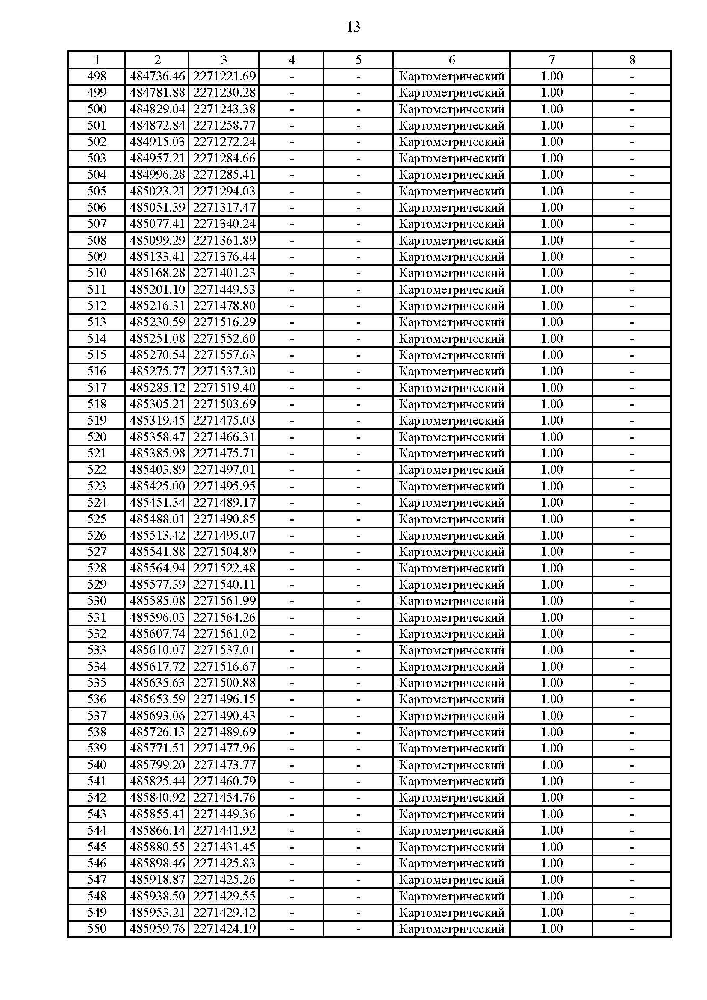 13
1 2 3 4 5 6 7 8
498 484736.46 2271221.69 - - Картометрический 1.00 -
499 484781.88 2271230.28 - - Картометрический 1.00 -
500 484829.04 2271243.38 - - Картометрический 1.00 -
501 484872.84 2271258.77 - - Картометрический 1.00 -
502 484915.03 2271272.24 - - Картометрический 1.00 -
503 484957.21 2271284.66 - - Картометрический 1.00 -
504 484996.28 2271285.41 - - Картометрический 1.00 -
505 485023.21 2271294.03 - - Картометрический 1.00 -
506 485051.39 2271317.47 - - Картометрический 1.00 -
507 485077.41 2271340.24 - - Картометрический 1.00 -
508 485099.29 2271361.89 - - Картометрический 1.00 -
509 485133.41 2271376.44 - - Картометрический 1.00 -
510 485168.28 2271401.23 - - Картометрический 1.00 -
511 485201.10 2271449.53 - - Картометрический 1.00 -
512 485216.31 2271478.80 - - Картометрический 1.00 -
513 485230.59 2271516.29 - - Картометрический 1.00 -
514 485251.08 2271552.60 - - Картометрический 1.00 -
515 485270.54 2271557.63 - - Картометрический 1.00 -
516 485275.77 2271537.30 - - Картометрический 1.00 -
517 485285.12 2271519.40 - - Картометрический 1.00 -
518 485305.21 2271503.69 - - Картометрический 1.00 -
519 485319.45 2271475.03 - - Картометрический 1.00 -
520 485358.47 2271466.31 - - Картометрический 1.00 -
521 485385.98 2271475.71 - - Картометрический 1.00 -
522 485403.89 2271497.01 - - Картометрический 1.00 -
523 485425.00 2271495.95 - - Картометрический 1.00 -
524 485451.34 2271489.17 - - Картометрический 1.00 -
525 485488.01 2271490.85 - - Картометрический 1.00 -
526 485513.42 2271495.07 - - Картометрический 1.00 -
527 485541.88 2271504.89 - - Картометрический 1.00 -
528 485564.94 2271522.48 - - Картометрический 1.00 -
529 485577.39 2271540.11 - - Картометрический 1.00 -
530 485585.08 2271561.99 - - Картометрический 1.00 -
531 485596.03 2271564.26 - - Картометрический 1.00 -
532 485607.74 2271561.02 - - Картометрический 1.00 -
533 485610.07 2271537.01 - - Картометрический 1.00 -
534 485617.72 2271516.67 - - Картометрический 1.00 -
535 485635.63 2271500.88 - - Картометрический 1.00 -
536 485653.59 2271496.15 - - Картометрический 1.00 -
537 485693.06 2271490.43 - - Картометрический 1.00 -
538 485726.13 2271489.69 - - Картометрический 1.00 -
539 485771.51 2271477.96 - - Картометрический 1.00 -
540 485799.20 2271473.77 - - Картометрический 1.00 -
541 485825.44 2271460.79 - - Картометрический 1.00 -
542 485840.92 2271454.76 - - Картометрический 1.00 -
543 485855.41 2271449.36 - - Картометрический 1.00 -
544 485866.14 2271441.92 - - Картометрический 1.00 -
545 485880.55 2271431.45 - - Картометрический 1.00 -
546 485898.46 2271425.83 - - Картометрический 1.00 -
547 485918.87 2271425.26 - - Картометрический 1.00 -
548 485938.50 2271429.55 - - Картометрический 1.00 -
549 485953.21 2271429.42 - - Картометрический 1.00 -
550 485959.76 2271424.19 - - Картометрический 1.00 -